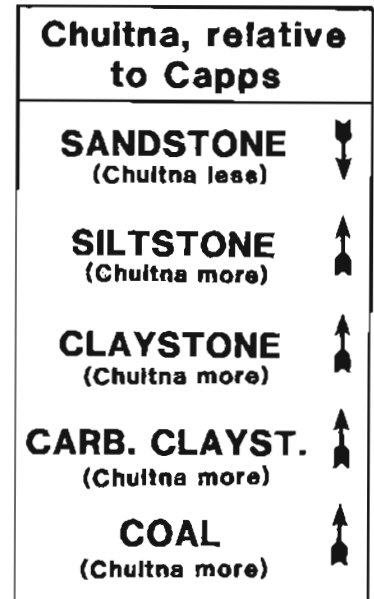 Chuitna, relative
to Capps
SANDSTONE
(Chuitna less)
SILTSTONE
(Chuitna more)
CLAYSTONE
(Chuitna more)
CARB. CLAYST.
(Chuitna more)
COAL
(Chuitna more)